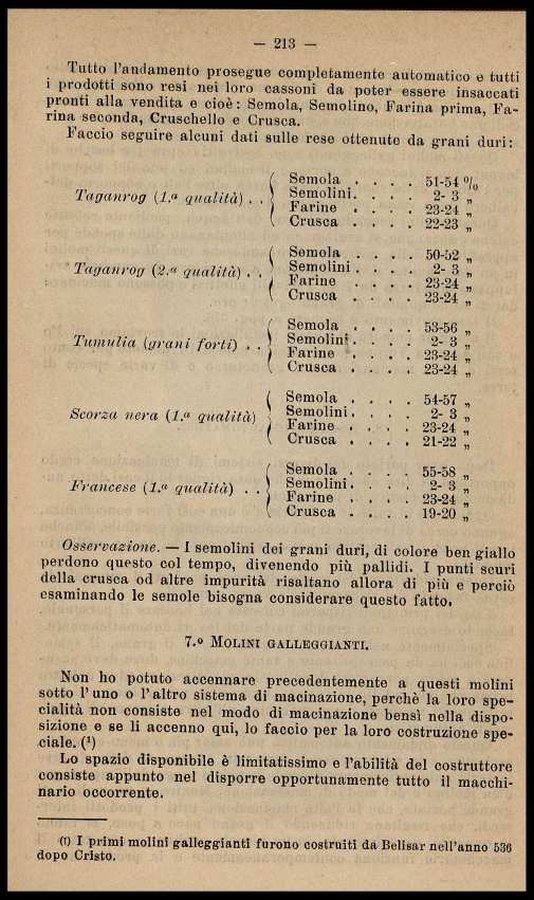 — 213 —
Tutto l'andamento prosegue completamente automatico e tutti
i prodotti sono resi nei loro cassoni da poter essere insaccati
pronti alla vendita e cioè: Semola, Semolino, Farina prima, Fa-
rina seconda, Cruschello e Crusca.
Faccio seguire alcuni dati sulle rese ottenute da grani duri:
Taganrog (1.ª qualità) . .
Semola . . . . 51-54 %
Semolini. . . . 2- 3 „
Farine . . . . 23-24 „
Crusca . . . . 22-23 „
Taganrog (2.ª qualità) . .
Semola . . . . 50-52 „
Semolini . . . . 2- 3 „
Farine . . . . 23-24 „
Crusca . . . . 23-24 „
Tumulia (grani forti) . .
Semola . . . . 53-56 „
Semolini . . . . 2- 3 „
Farine . . . . 23-24 „
Crusca . . . . 23-24 „
Scorza nera (1.ª qualità)
Semola . . . . 54-57 „
Semolini . . . . 2- 3 „
Farine . . . . 23-24 „
Crusca . . . . 21-22 „
Francese (1.ª qualità) . .
Semola . . . . 55-58 „
Semolini . . . . 2- 3 „
Farine . . . . 23-24 „
Crusca . . . . 19-20 „
Osservazione. — I semolini dei grani duri, di colore ben giallo
perdono questo col tempo, divenendo più pallidi. I punti scuri
della crusca od altre impurità risaltano allora di più e perciò
esaminando le semole bisogna considerare questo fatto.
7.º MOLINI GALLEGGIANTI.
Non ho potuto accennare precedentemente a questi molini
sotto l'uno o l'altro sistema di macinazione, perchè la loro spe-
cialità non consiste nel modo di macinazione bensì nella dispo-
sizione e se li accenno qui, lo faccio per la loro costruzione spe-
ciale. (¹)
Lo spazio disponibile è limitatissimo e l'abilità del costruttore
consiste appunto nel disporre opportunamente tutto il macchi-
nario occorrente.
(1) I primi molini galleggianti furono costruiti da Belisar nell'anno 536
dopo Cristo.